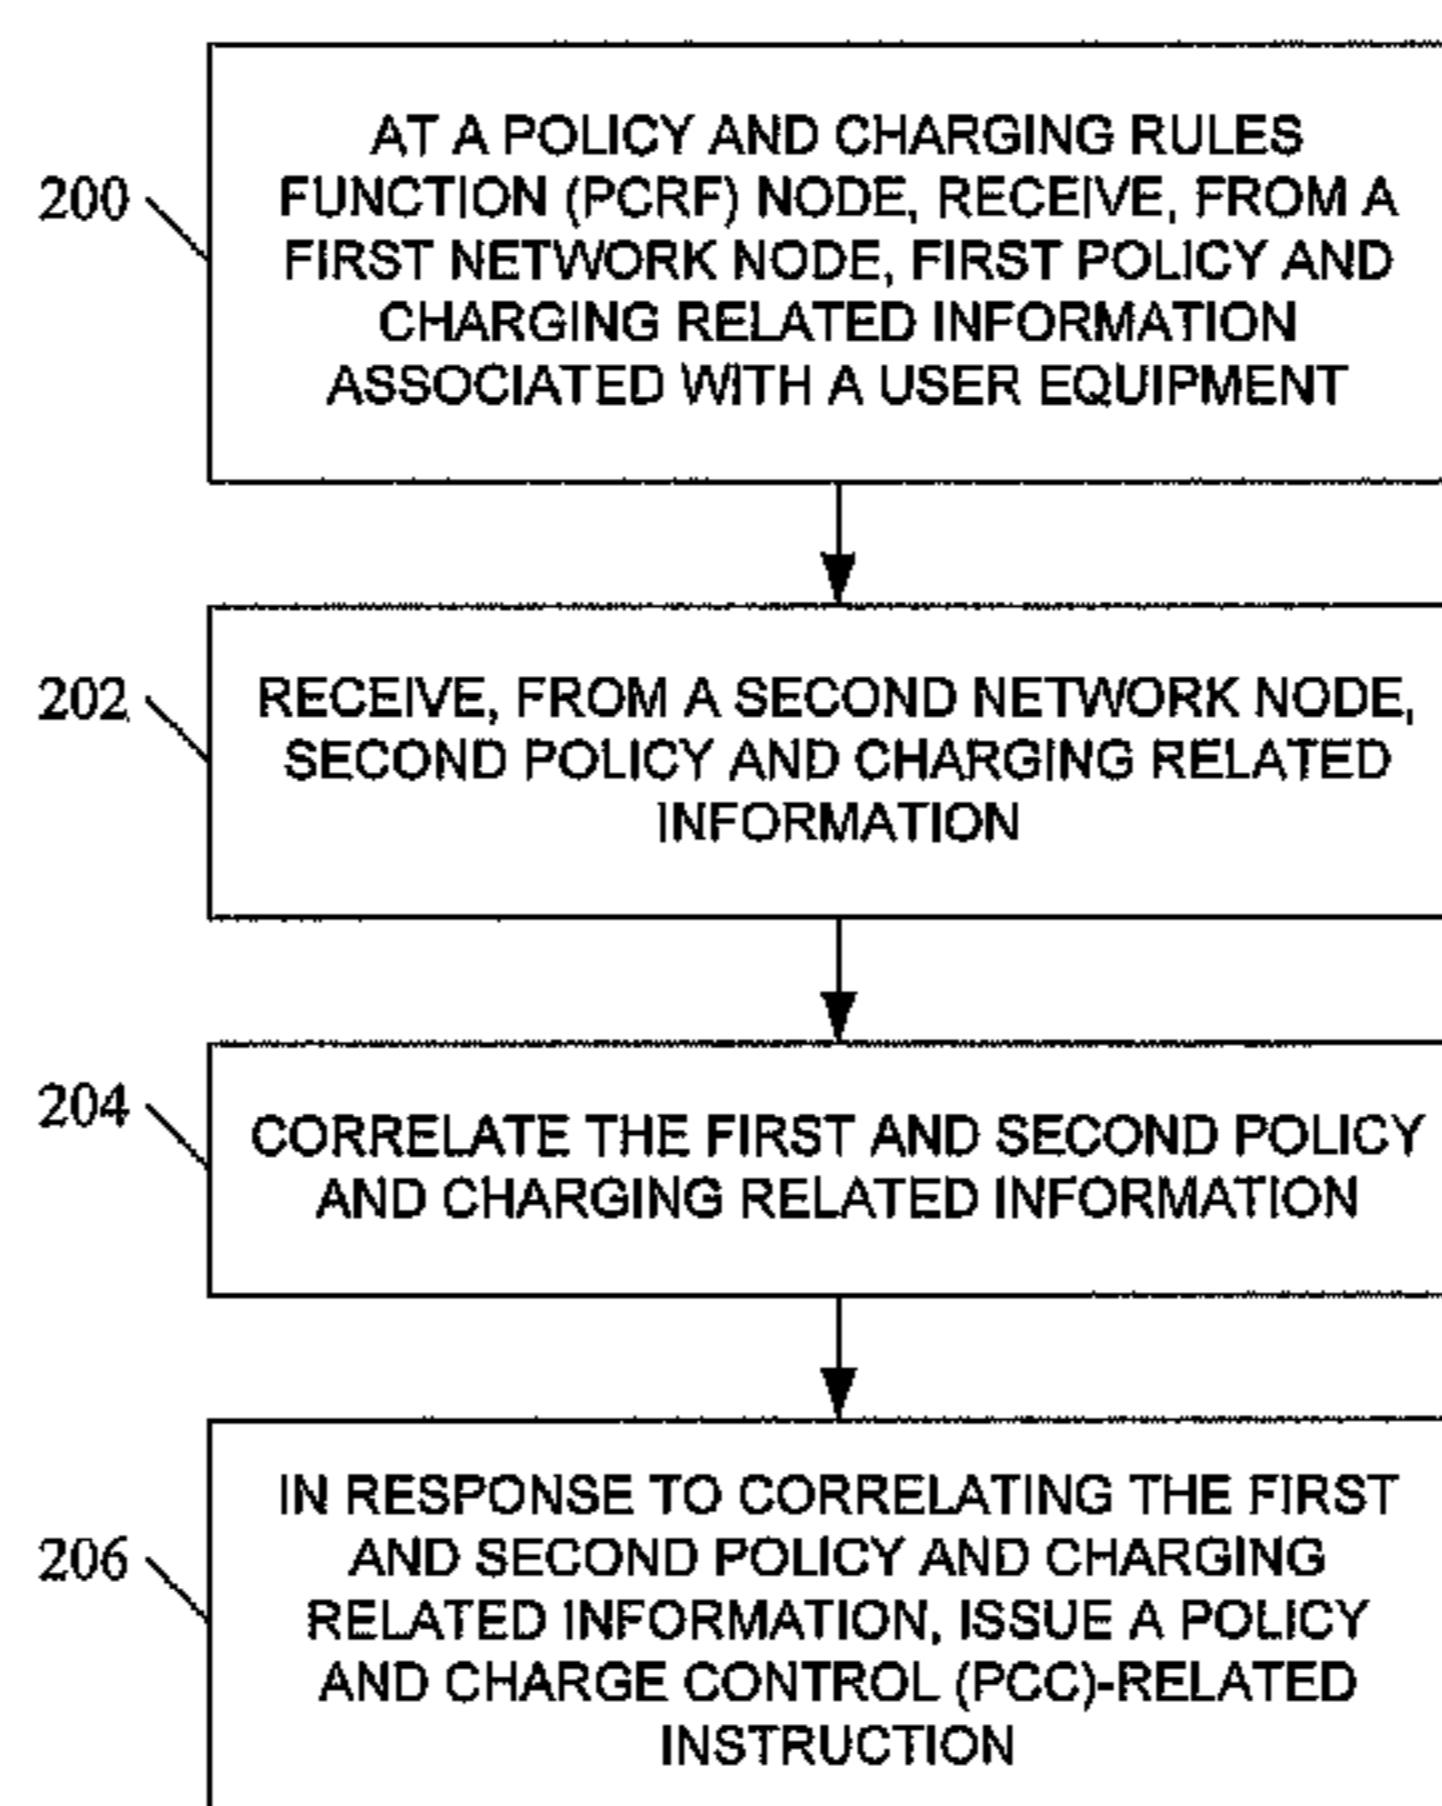 200
AT A POLICY AND CHARGING RULES
FUNCTION (PCRF) NODE, RECEIVE, FROM A
FIRST NETWORK NODE, FIRST POLICY AND
CHARGING RELATED INFORMATION
ASSOCIATED WITH A USER EQUIPMENT
202
RECEIVE, FROM A SECOND NETWORK NODE,
SECOND POLICY AND CHARGING RELATED
INFORMATION
204
CORRELATE THE FIRST AND SECOND POLICY
AND CHARGING RELATED INFORMATION
206
IN RESPONSE TO CORRELATING THE FIRST
AND SECOND POLICY AND CHARGING
RELATED INFORMATION, ISSUE A POLICY
AND CHARGE CONTROL (PCC)-RELATED
INSTRUCTION